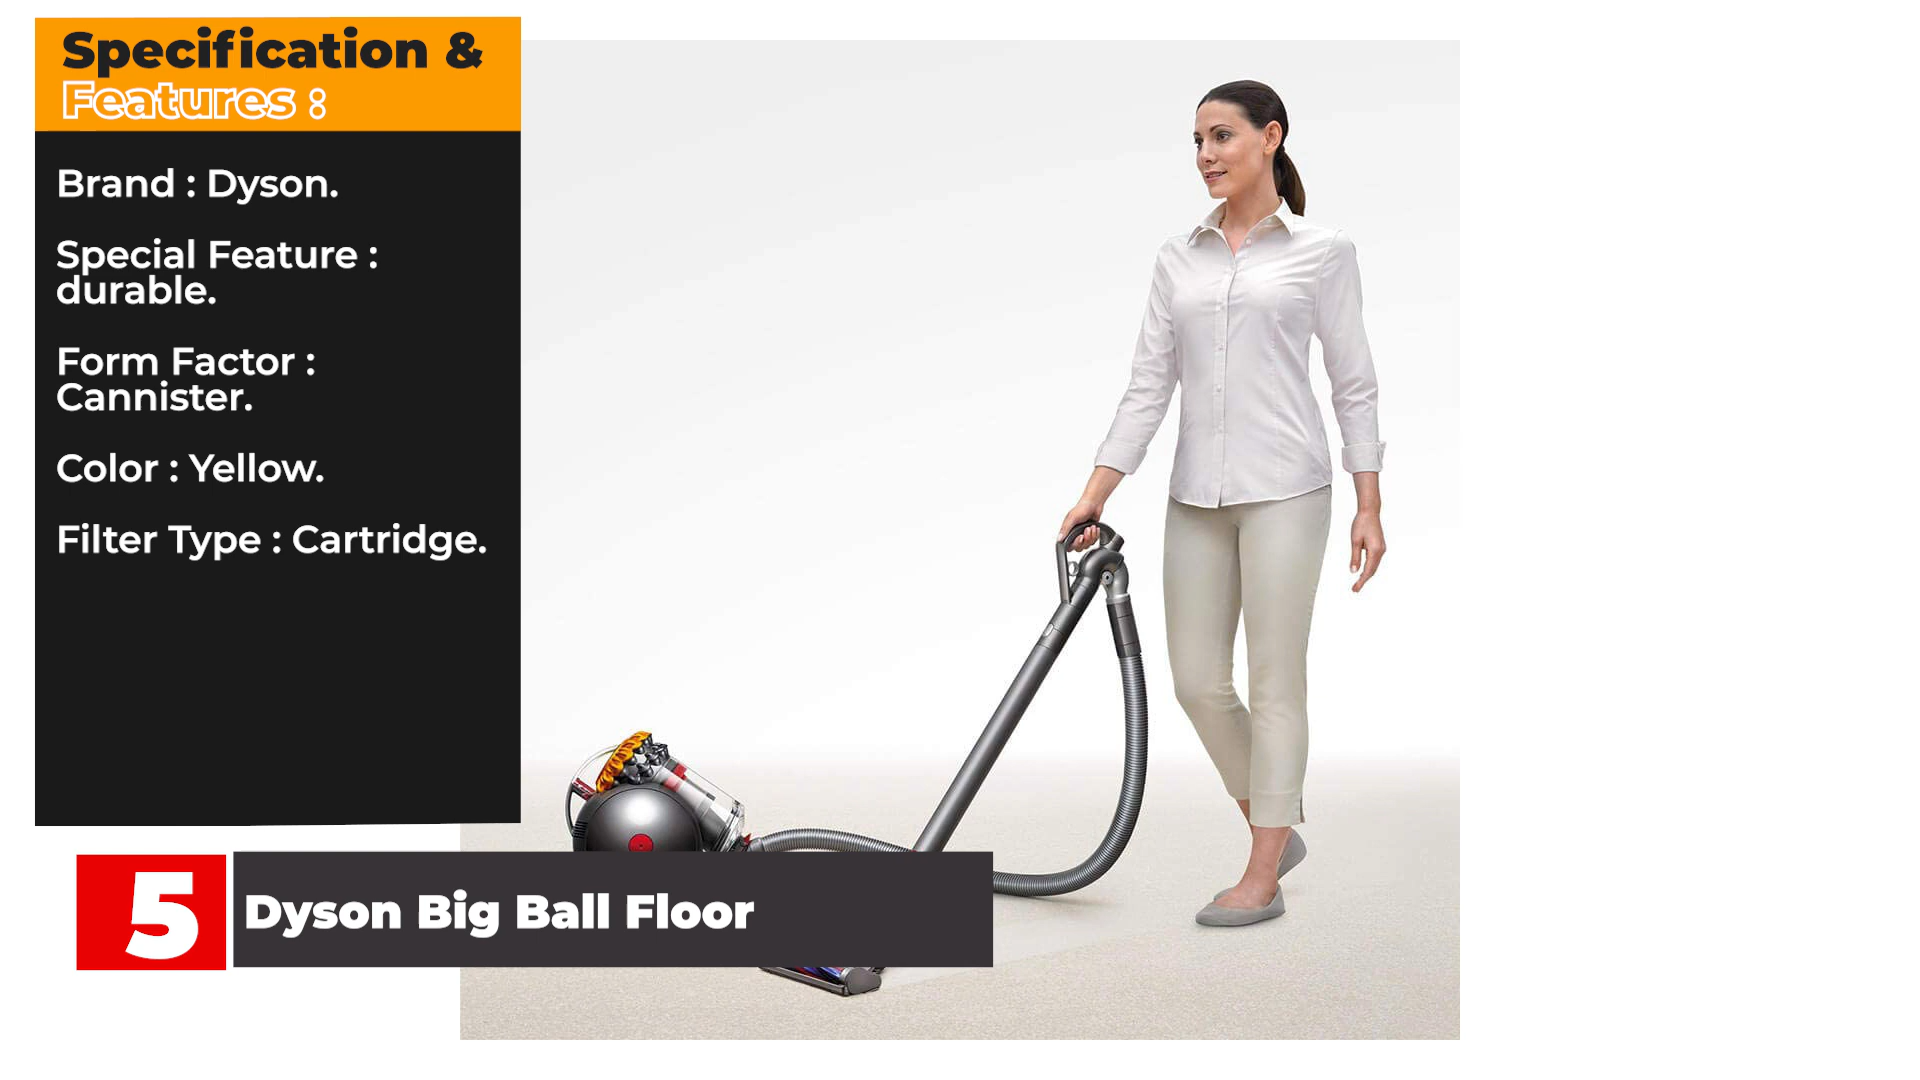 Specification &
Features :
Brand : Dyson.
Special Feature :
durable.
Form Factor :
Cannister.
Color : Yellow.
Filter Type : Cartridge.
5
Dyson Big Ball Floor